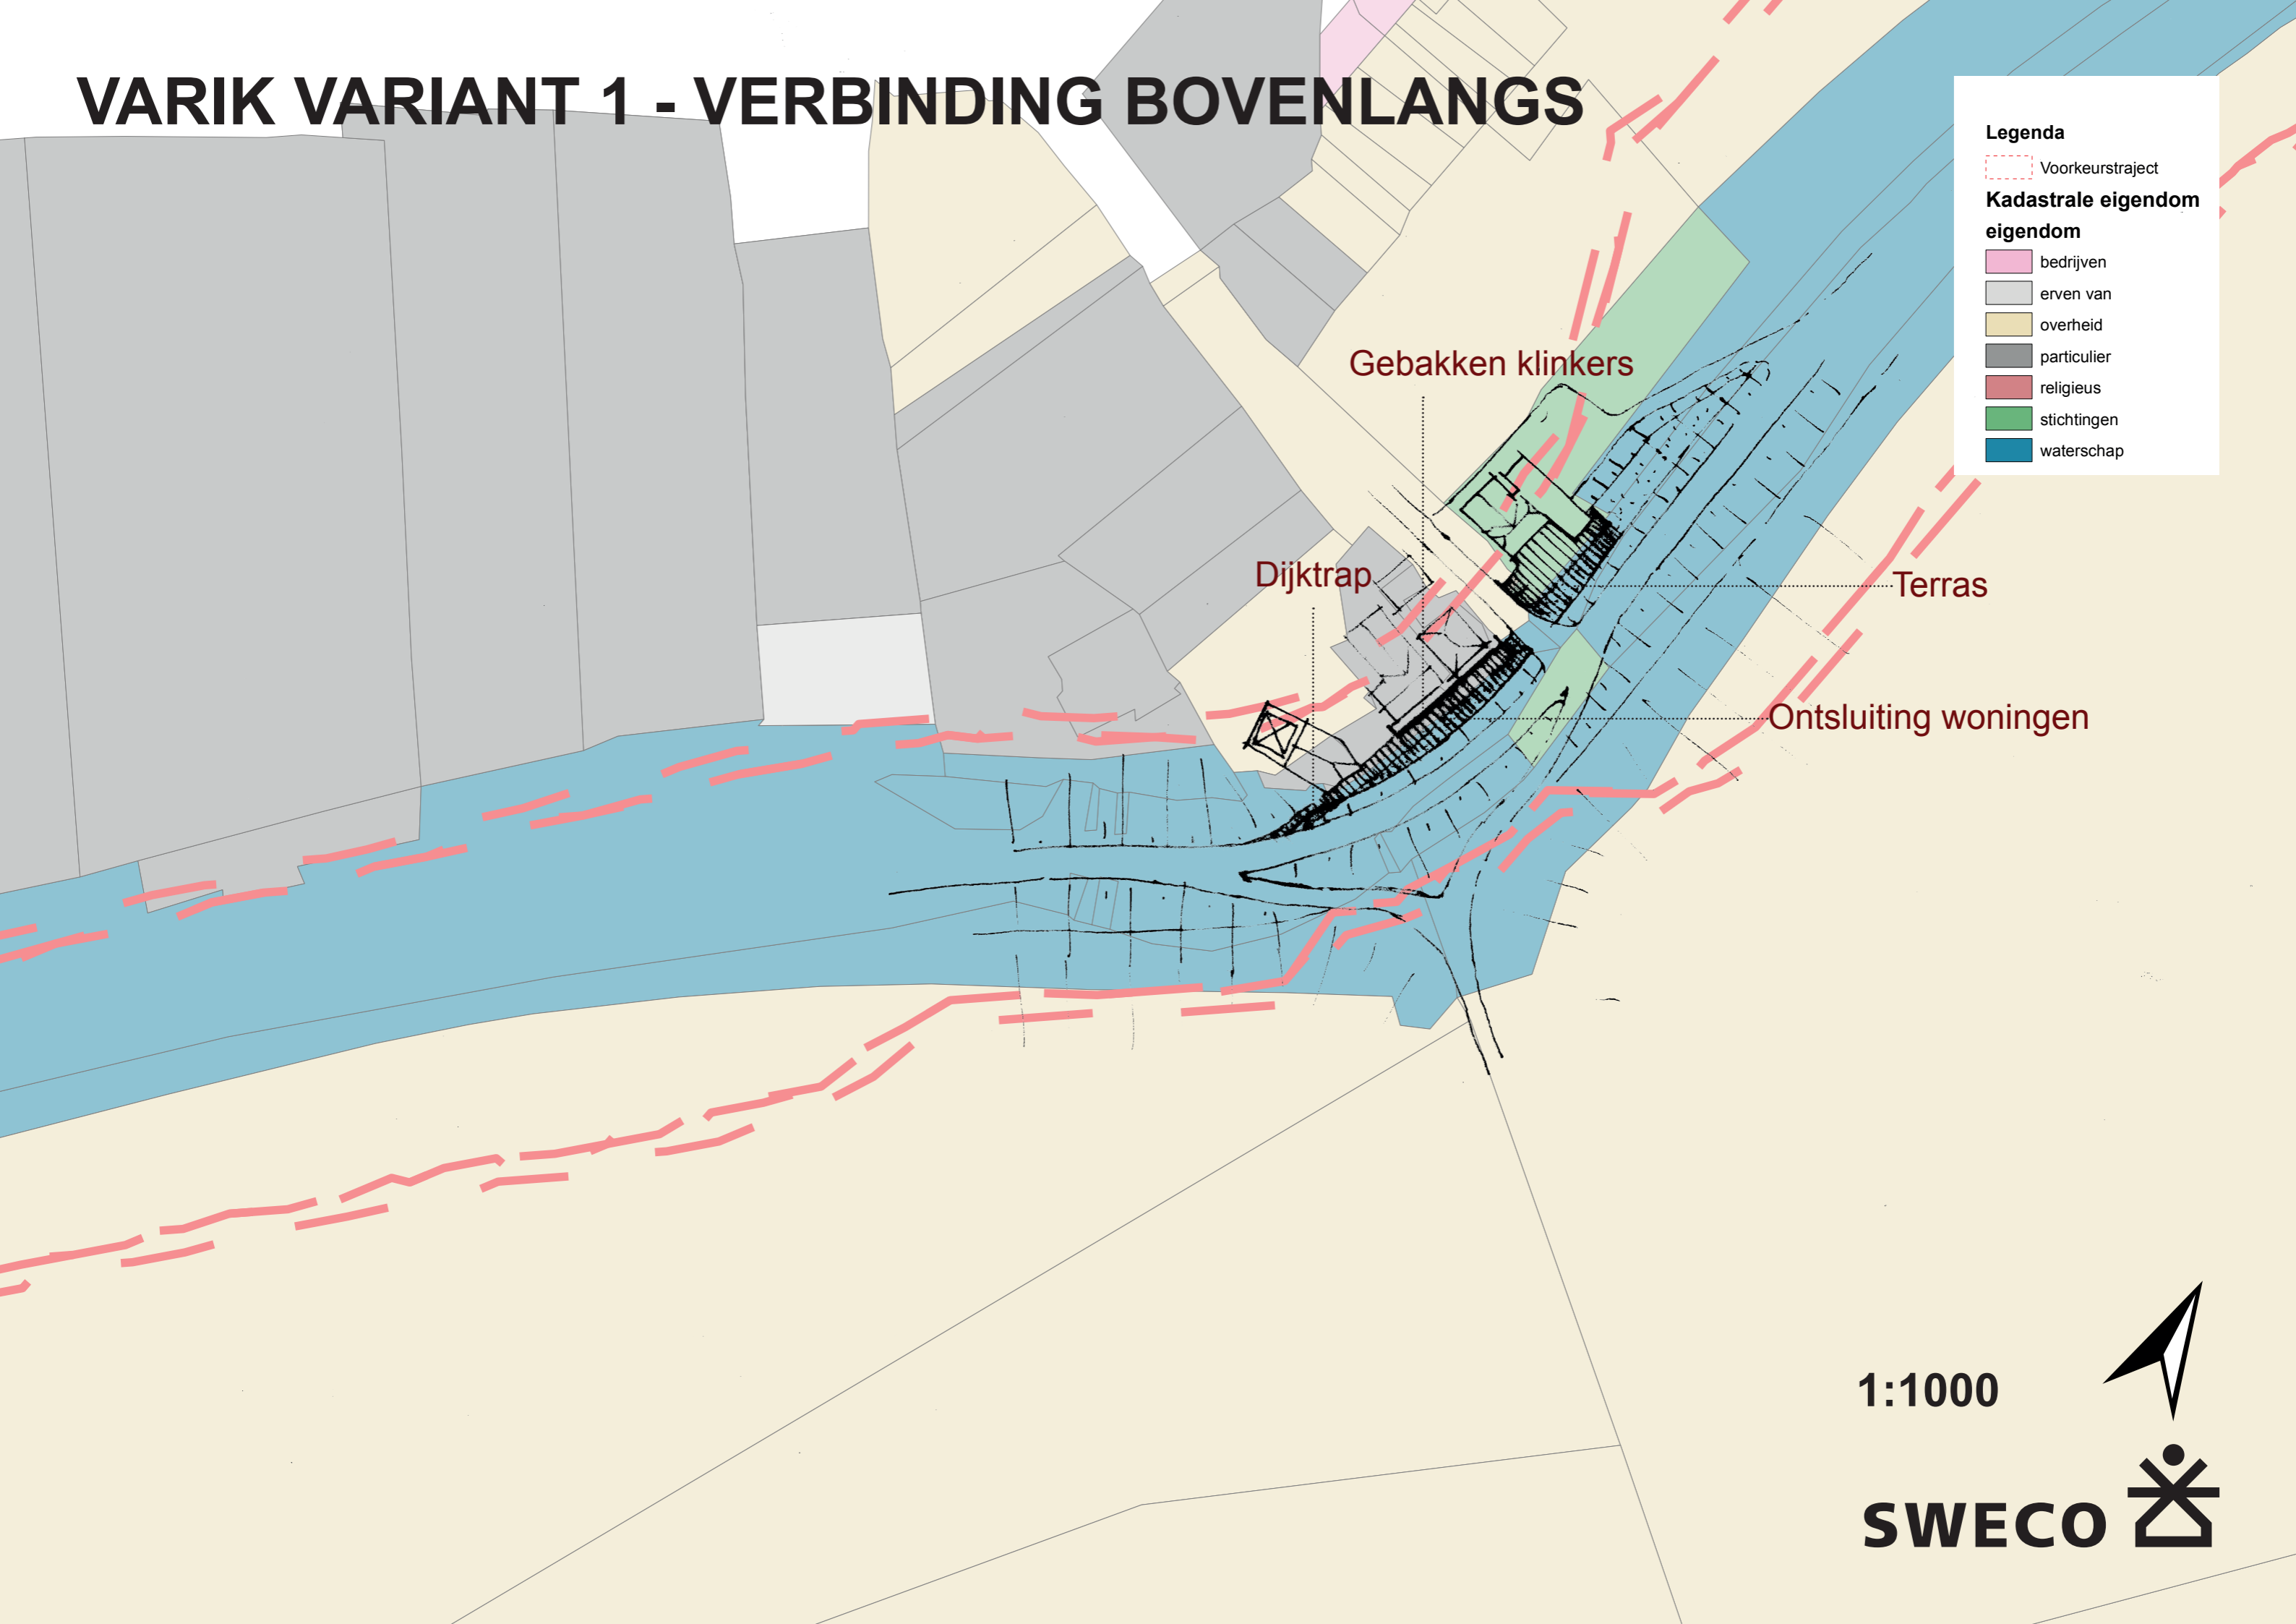 VARIK VARIANT 1 - VERBINDING BOVENLANGS
Legenda
Voorkeurstraject
Kadastrale eigendom
eigendom
bedrijven
erven van
overheid
particulier
religieus
stichtingen
waterschap
Gebakken klinkers
Dijktrap
Terras
Ontsluiting woningen
1:1000
SWECO